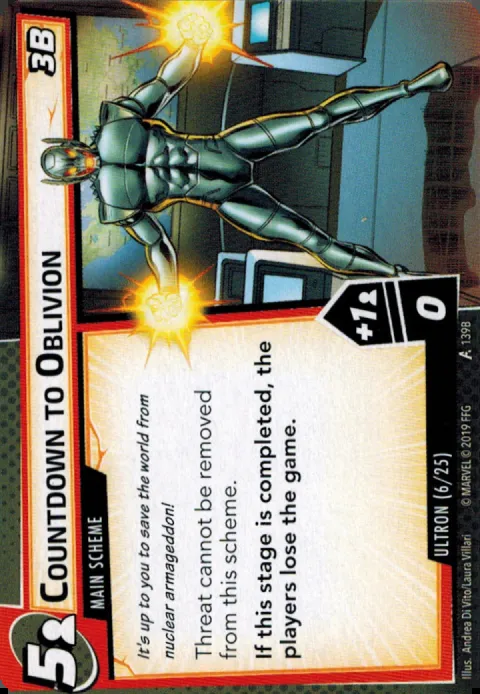 3B
COUNTDOWN TO OBLIVION
5
MAIN SCHEME
+1
0
It's up to you to save the world from
nuclear armageddon!
Threat cannot be removed
from this scheme.
If this stage is completed, the
players lose the game.
ULTRON (6/25)
Illus. Andrea Di Vito/Laura Villari © MARVEL © 2019 FFG 139B